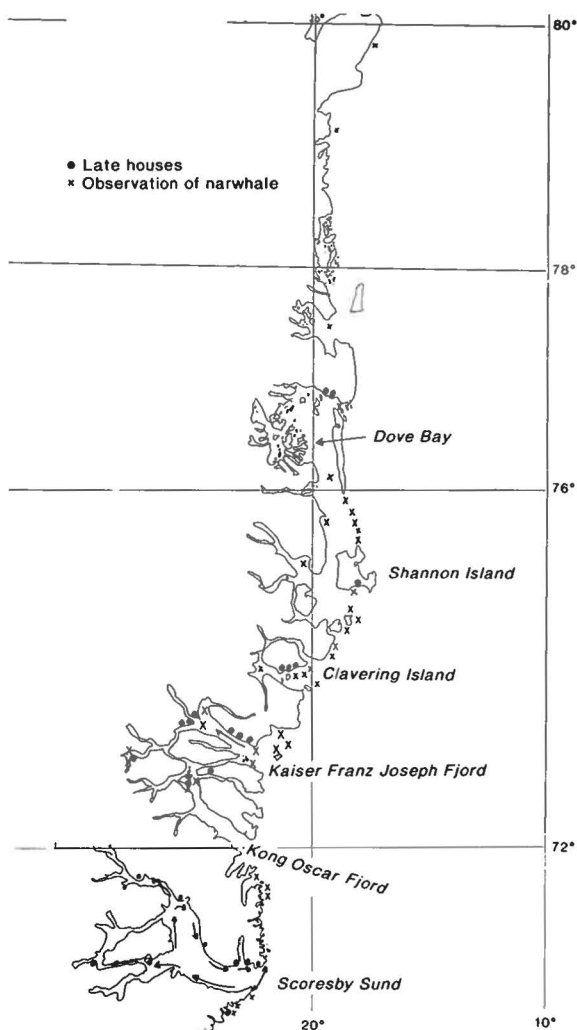 80°
● Late houses
× Observation of narwhale
78°
Dove Bay
76°
Shannon Island
Clavering Island
Kaiser Franz Joseph Fjord
72°
Kong Oscar Fjord
?
Scoresby Sund
20°
10°